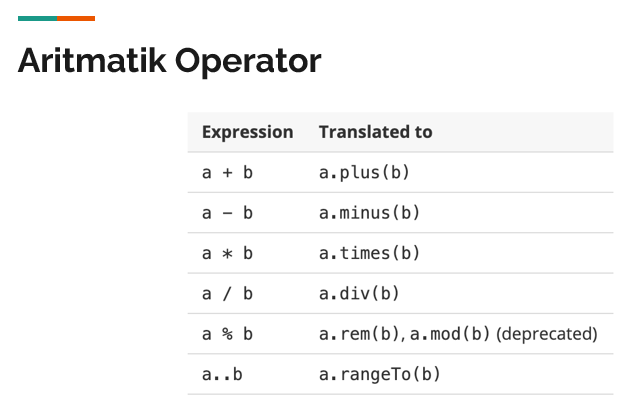 Aritmatik Operator
Expression Translated to
a + b a.plus(b)
a - b a.minus(b)
a * b a.times(b)
a / b a.div(b)
a % b a.rem(b), a.mod(b) (deprecated)
a..b a.rangeTo(b)